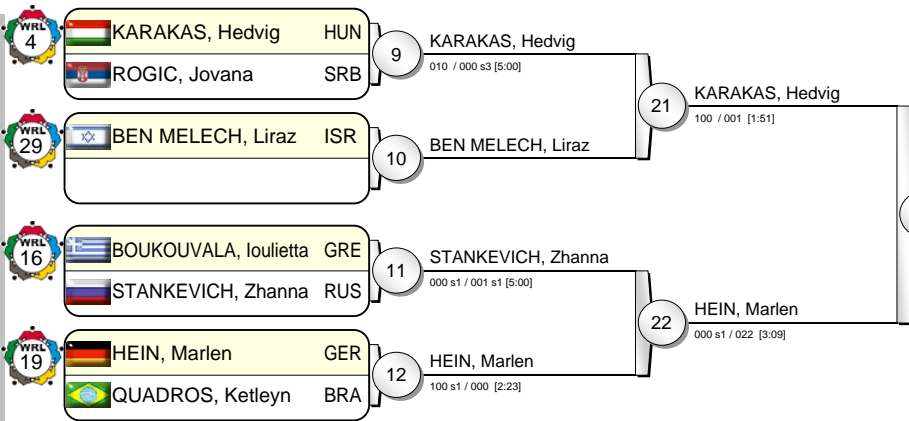 WRL
4
KARAKAS, Hedvig HUN
ROGIC, Jovana SRB
9
KARAKAS, Hedvig
010 / 000 s3 [5:00]
21
KARAKAS, Hedvig
100 / 001 [1:51]
WRL
29
BEN MELECH, Liraz ISR
10
BEN MELECH, Liraz
WRL
16
BOUKOUVALA, Ioulietta GRE
STANKEVICH, Zhanna RUS
11
STANKEVICH, Zhanna
000 s1 / 001 s1 [5:00]
22
HEIN, Marlen
000 s1 / 022 [3:09]
WRL
19
HEIN, Marlen GER
QUADROS, Ketleyn BRA
12
HEIN, Marlen
100 s1 / 000 [2:23]